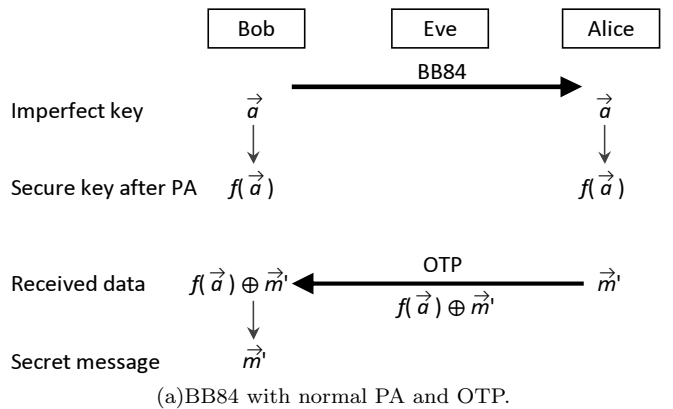 Bob Eve Alice
BB84
Imperfect key a⃗ a⃗
Secure key after PA f(a⃗) f(a⃗)
OTP
Received data f(a⃗) ⊕ m⃗' m⃗'
f(a⃗) ⊕ m⃗'
Secret message m⃗'
(a)BB84 with normal PA and OTP.